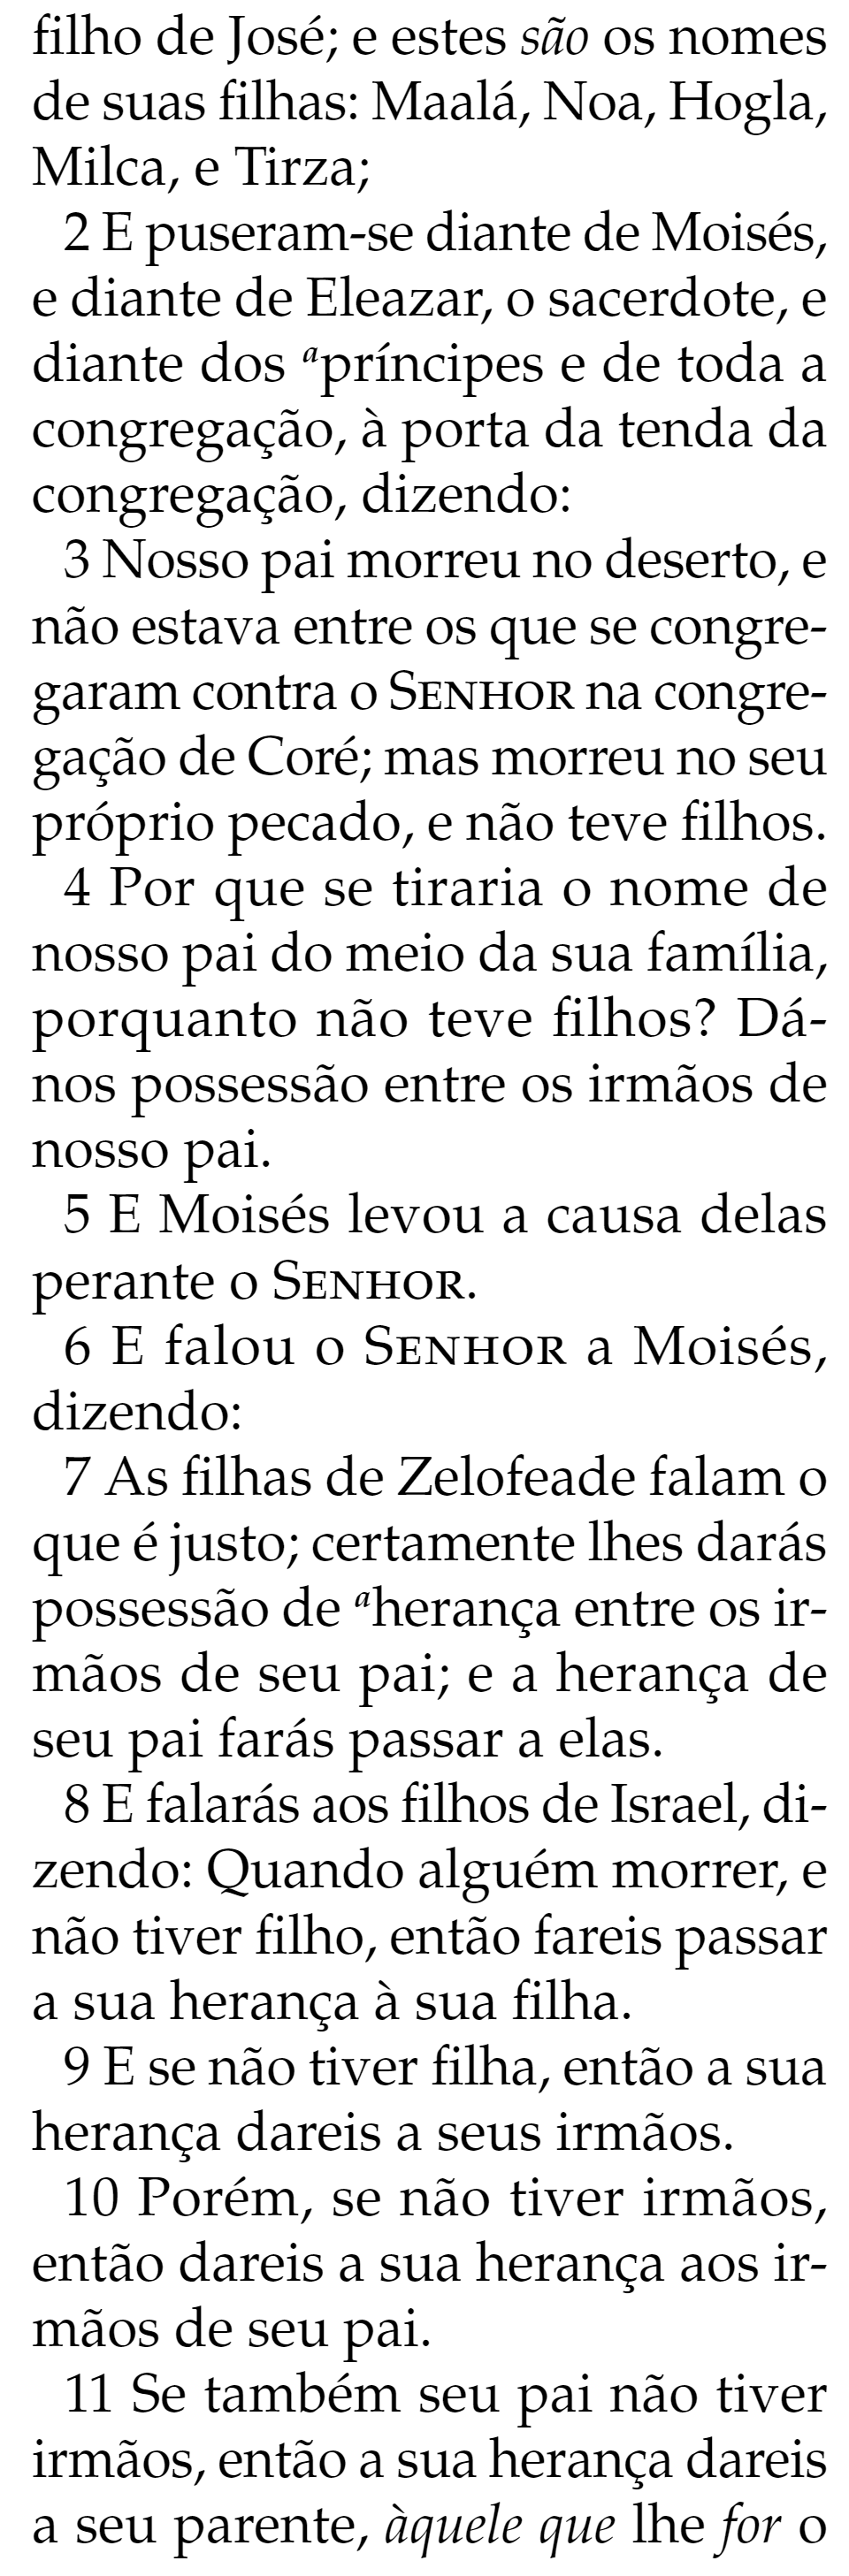 filho de José; e estes são os nomes
de suas filhas: Maalá, Noa, Hogla,
Milca, e Tirza;
2 E puseram-se diante de Moisés,
e diante de Eleazar, o sacerdote, e
diante dos ᵃpríncipes e de toda a
congregação, à porta da tenda da
congregação, dizendo:
3 Nosso pai morreu no deserto, e
não estava entre os que se congre-
garam contra o SENHOR na congre-
gação de Coré; mas morreu no seu
próprio pecado, e não teve filhos.
4 Por que se tiraria o nome de
nosso pai do meio da sua família,
porquanto não teve filhos? Dá-
nos possessão entre os irmãos de
nosso pai.
5 E Moisés levou a causa delas
perante o SENHOR.
6 E falou o SENHOR a Moisés,
dizendo:
7 As filhas de Zelofeade falam o
que é justo; certamente lhes darás
possessão de ᵃherança entre os ir-
mãos de seu pai; e a herança de
seu pai farás passar a elas.
8 E falarás aos filhos de Israel, di-
zendo: Quando alguém morrer, e
não tiver filho, então fareis passar
a sua herança à sua filha.
9 E se não tiver filha, então a sua
herança dareis a seus irmãos.
10 Porém, se não tiver irmãos,
então dareis a sua herança aos ir-
mãos de seu pai.
11 Se também seu pai não tiver
irmãos, então a sua herança dareis
a seu parente, àquele que lhe for o